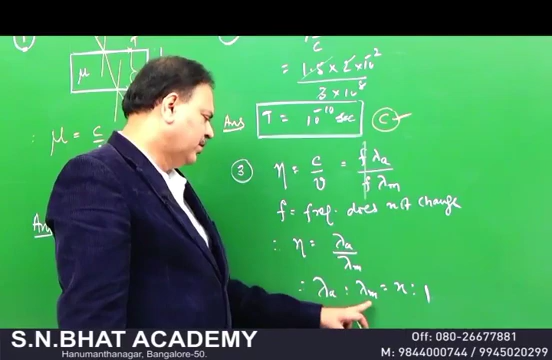 ①
μ
∴ μ = c
= 1.5 × 2 × 10⁻²
3 × 10⁸
Ans T = 10⁻¹⁰ sec ⓒ
③ η = c/v = f λa / f λm
f = freq. does not change
∴ η = λa / λm
∴ λa : λm = n : 1
Ans
S.N.BHAT ACADEMY
Hanumanthanagar, Bangalore-50.
Off: 080-26677881
M: 9844000744 / 9945020299